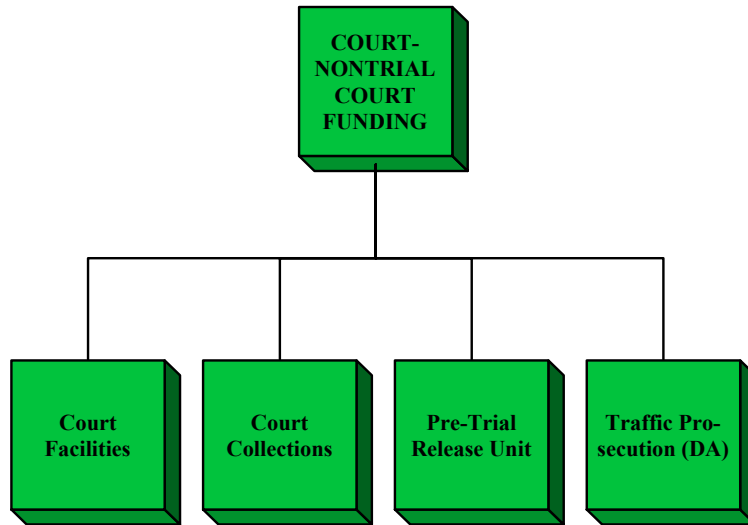 COURT-
NONTRIAL
COURT
FUNDING
Court
Facilities
Court
Collections
Pre-Trial
Release Unit
Traffic Pro-
secution (DA)